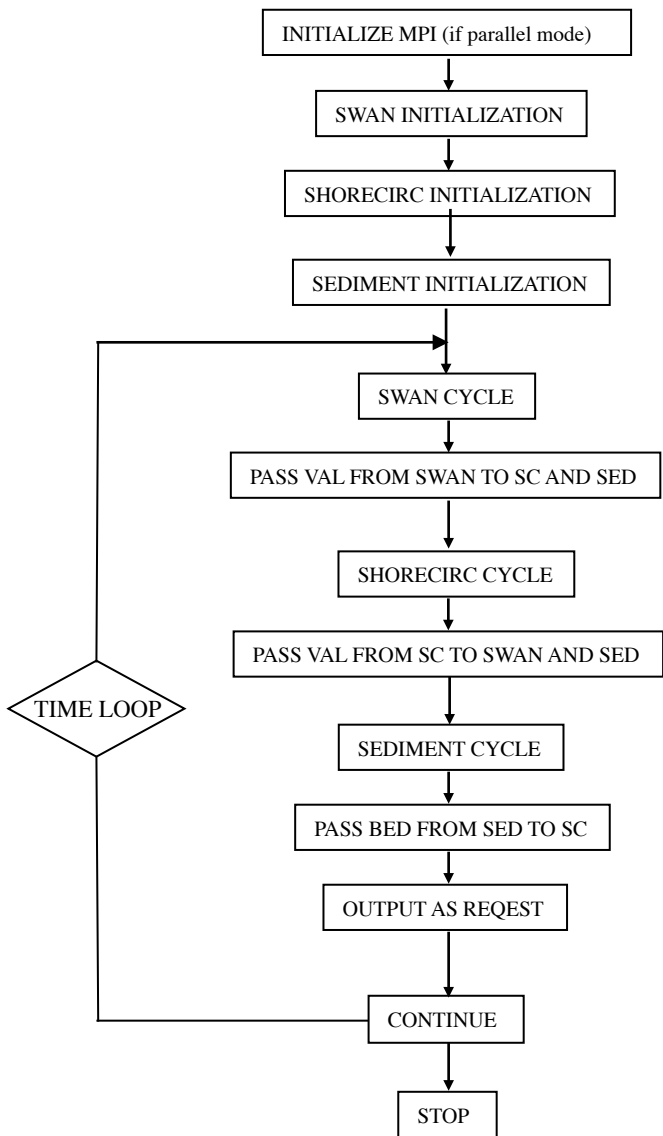 INITIALIZE MPI (if parallel mode)
SWAN INITIALIZATION
SHORECIRC INITIALIZATION
SEDIMENT INITIALIZATION
SWAN CYCLE
PASS VAL FROM SWAN TO SC AND SED
SHORECIRC CYCLE
PASS VAL FROM SC TO SWAN AND SED
TIME LOOP
SEDIMENT CYCLE
PASS BED FROM SED TO SC
OUTPUT AS REQEST
CONTINUE
STOP